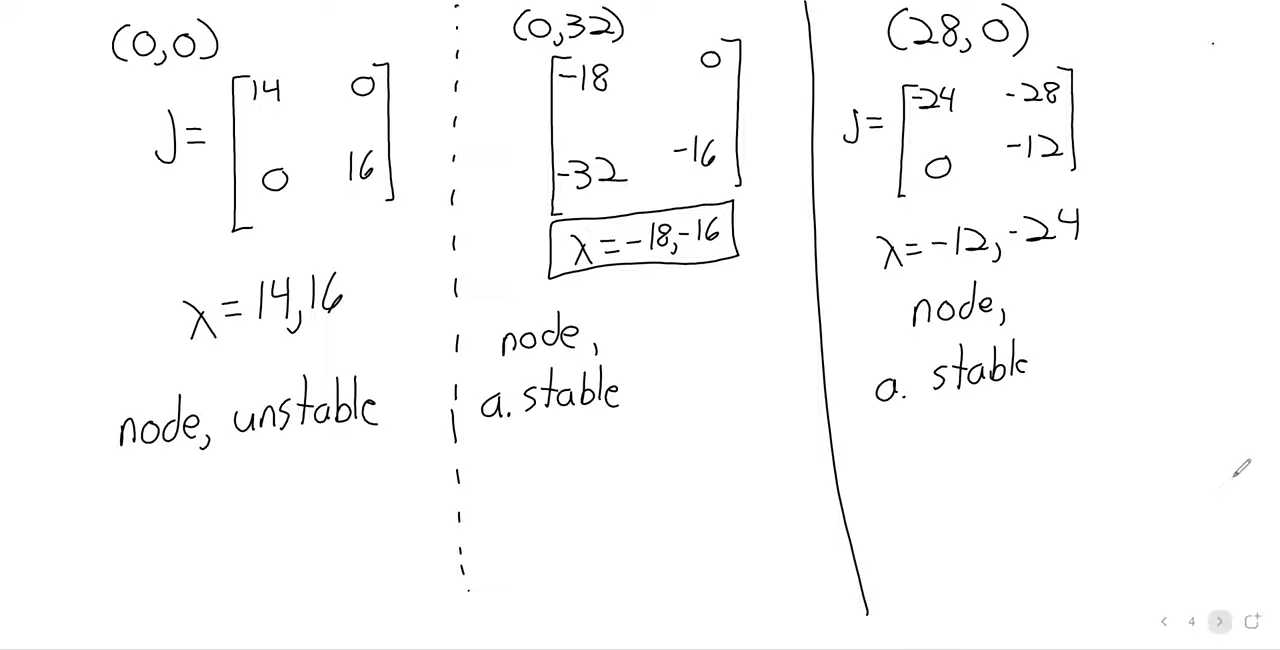 (0,0)
J = [14 0
0 16]
λ = 14,16
node, unstable
(0,32)
[-18 0
-32 -16]
λ = -18,-16
node,
a. stable
(28,0)
J = [-24 -28
0 -12]
λ = -12,-24
node,
a. stable
< 4 >